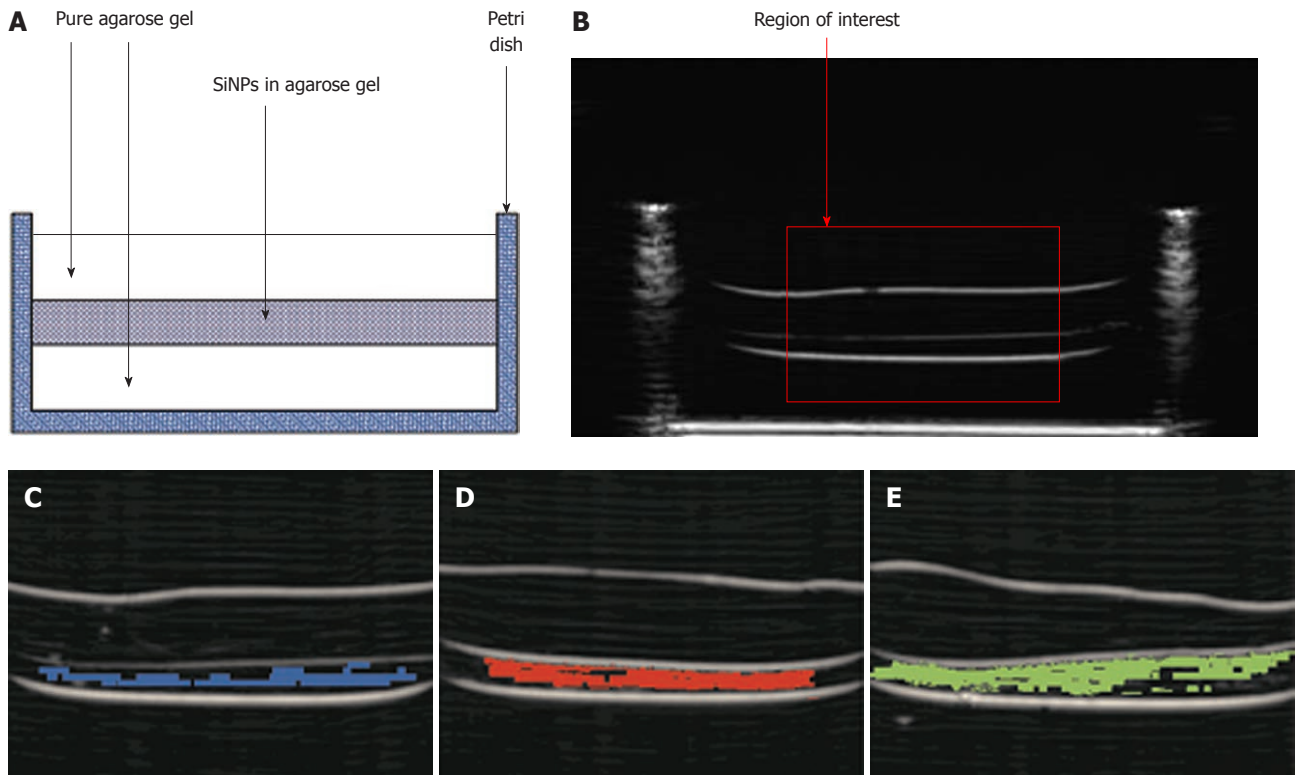 A
Pure agarose gel
SiNPs in agarose gel
Petri
dish
B
Region of interest
C
D
E